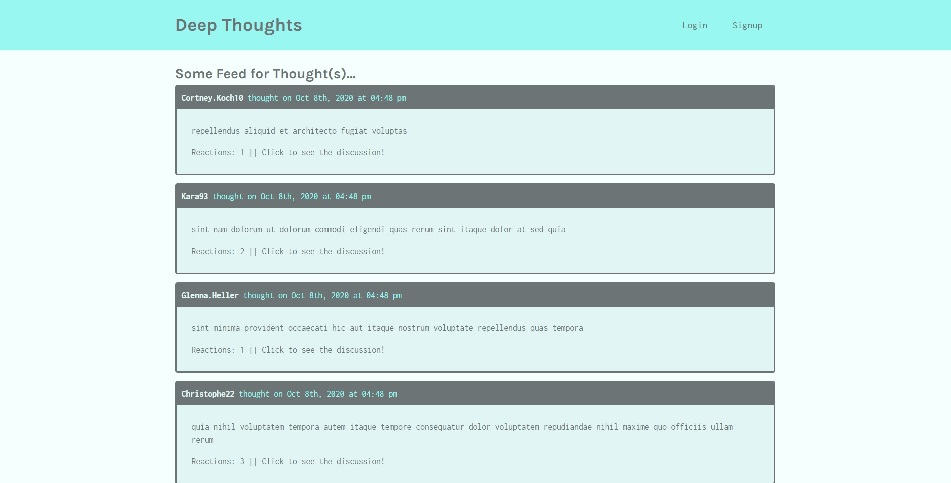 Deep Thoughts
Login Signup
Some Feed for Thought(s)...
Cortney.Koch10 thought on Oct 8th, 2020 at 04:48 pm
repellendus aliquid et architecto fugiat voluptas
Reactions: 1 || Click to see the discussion!
Kara93 thought on Oct 8th, 2020 at 04:48 pm
sint nam dolorum ut dolorum commodi eligendi quas rerum sint itaque dolor at sed quia
Reactions: 2 || Click to see the discussion!
Glenna.Heller thought on Oct 8th, 2020 at 04:48 pm
sint minima provident occaecati hic aut itaque nostrum voluptate repellendus quas tempora
Reactions: 1 || Click to see the discussion!
Christophe22 thought on Oct 8th, 2020 at 04:48 pm
quia nihil voluptatem tempora autem itaque tempore consequatur dolor voluptatem repudiandae nihil maxime quo officiis ullam
rerum
Reactions: 3 || Click to see the discussion!